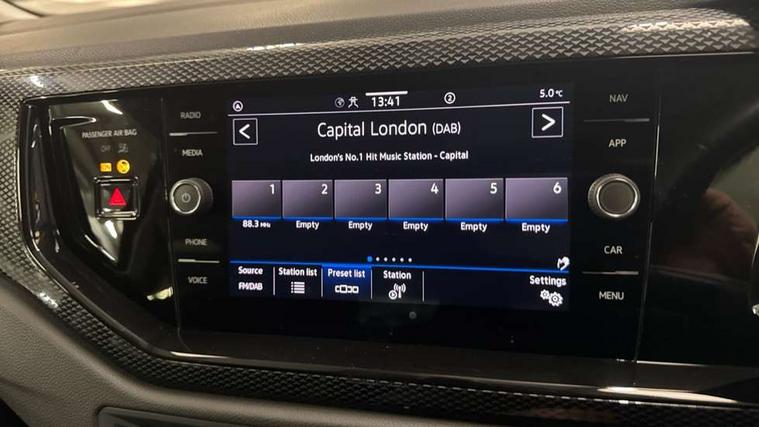 PASSENGER AIR BAG
OFF
ON
RADIO
MEDIA
PHONE
VOICE
13:41
2
5.0 °C
<
Capital London (DAB)
>
London's No.1 Hit Music Station - Capital
1 2 3 4 5 6
88.3 MHz Empty Empty Empty Empty Empty
Source Station list Preset list Station Settings
FM/DAB
NAV
APP
CAR
MENU